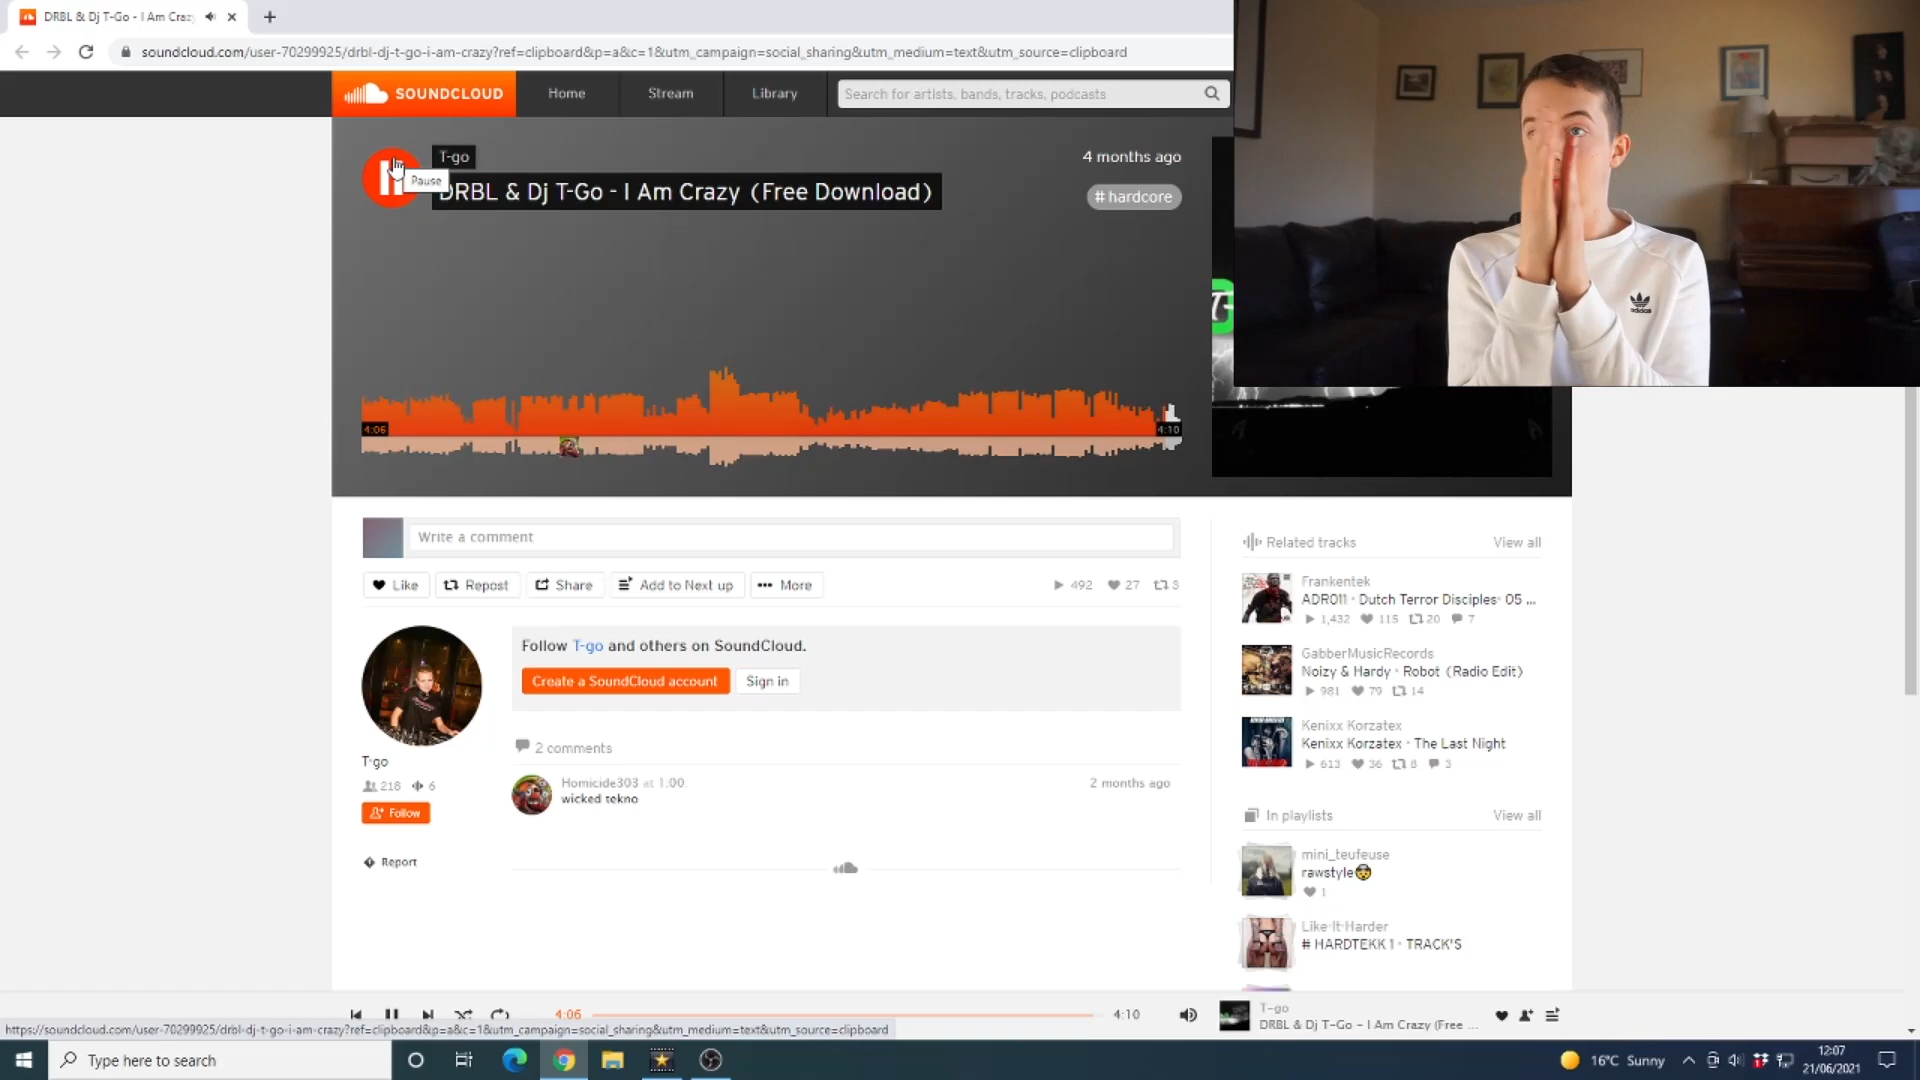 DRBL & Dj T-Go - I Am Craz
soundcloud.com/user-70299925/drbl-dj-t-go-i-am-crazy?ref=clipboard&p=a&c=1&utm_campaign=social_sharing&utm_medium=text&utm_source=clipboard
SOUNDCLOUD
Home
Stream
Library
Search for artists, bands, tracks, podcasts
T-go
4 months ago
Pause
DRBL & Dj T-Go - I Am Crazy (Free Download)
# hardcore
adidas
4:06
4:10
Write a comment
Like
Repost
Share
Add to Next up
More
492
27
3
Related tracks
View all
Frankentek
ADR011 - Dutch Terror Disciples- 05 ...
1,432
115
20
7
GabberMusicRecords
Noizy & Hardy - Robot (Radio Edit)
981
79
14
Kenixx Korzatex
Kenixx Korzatex - The Last Night
613
36
8
3
Follow T-go and others on SoundCloud.
Create a SoundCloud account
Sign in
T-go
218
6
Follow
Report
2 comments
Homicide303 at 1:00
2 months ago
wicked tekno
In playlists
View all
mini_teufeuse
rawstyle🤯
1
Like-It-Harder
# HARDTEKK 1 - TRACK'S
4:06
4:10
T-go
DRBL & Dj T-Go - I Am Crazy (Free ...
https://soundcloud.com/user-70299925/drbl-dj-t-go-i-am-crazy?ref=clipboard&p=a&c=1&utm_campaign=social_sharing&utm_medium=text&utm_source=clipboard
Type here to search
16°C Sunny
12:07
21/06/2021